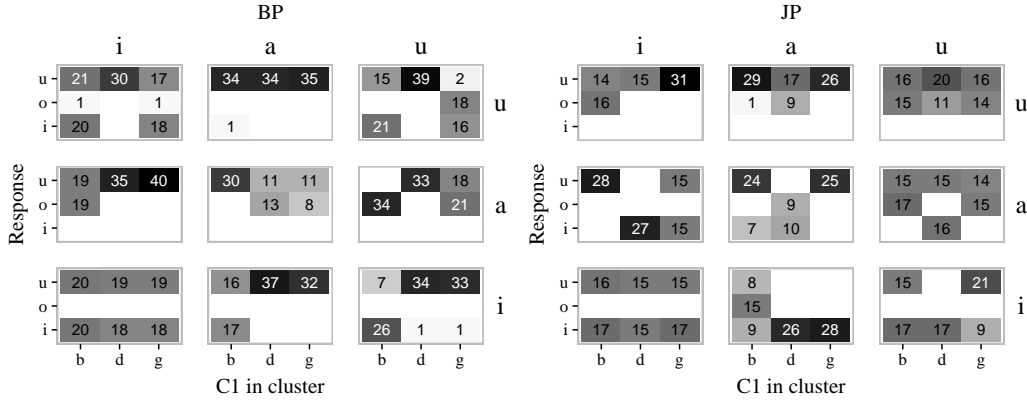 BP JP
i a u i a u
u 21 30 17 34 34 35 15 39 2 u 14 15 31 29 17 26 16 20 16
o 1 1 18 u o 16 1 9 15 11 14 u
i 20 18 1 21 16 i
u 19 35 40 30 11 11 33 18 u 28 15 24 25 15 15 14
o 19 13 8 34 21 a o 9 17 15 a
i i 27 15 7 10 16
Response Response
u 20 19 19 16 37 32 7 34 33 u 16 15 15 8 15 21
o i o 15 i
i 20 18 18 17 26 1 1 i 17 15 17 9 26 28 17 17 9
b d g b d g b d g b d g b d g b d g
C1 in cluster C1 in cluster